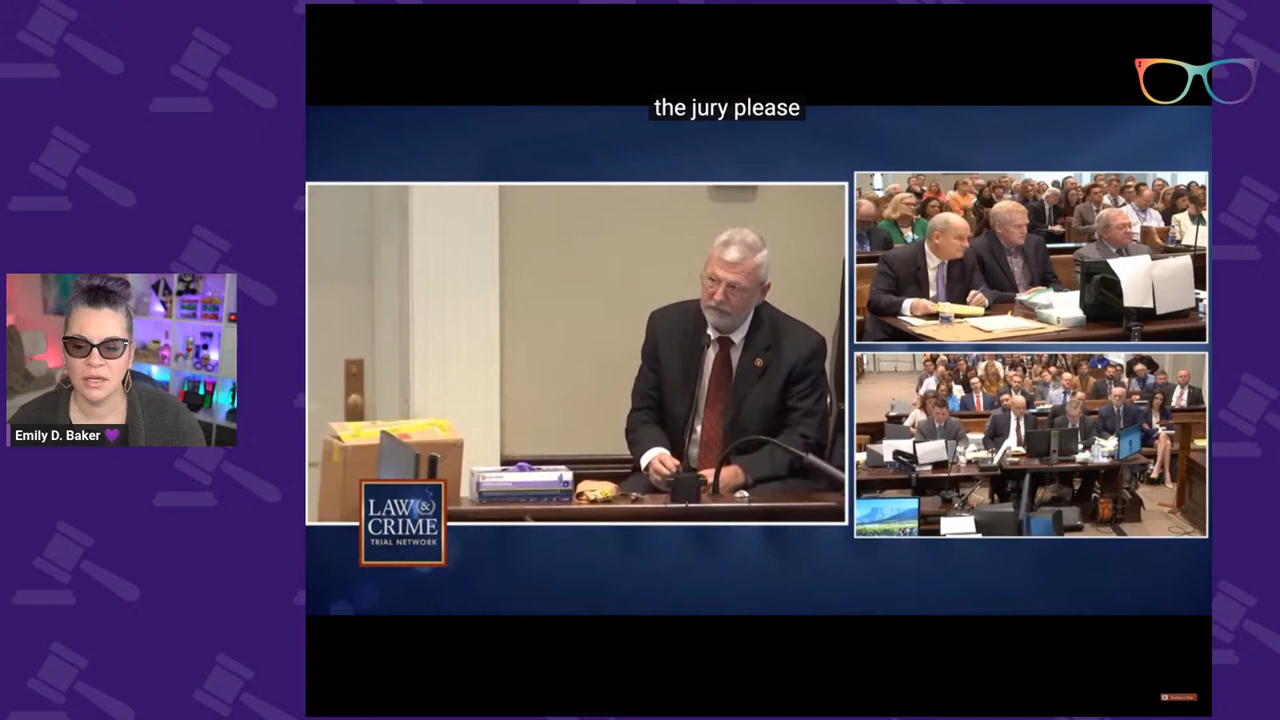 the jury please
Emily D. Baker 💜
LAW &
CRIME
TRIAL NETWORK